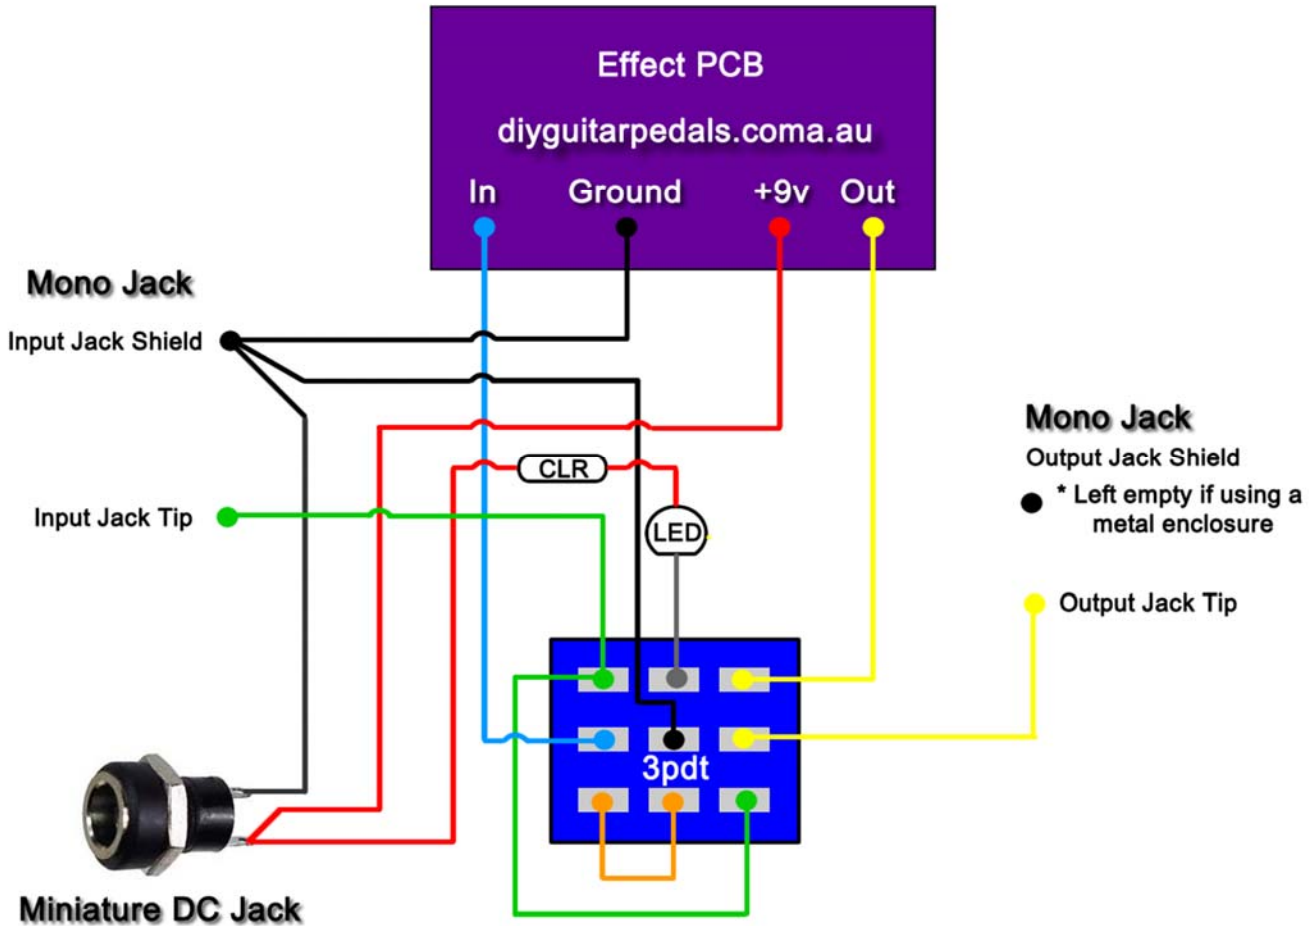 Effect PCB
diyguitarpedals.coma.au
In Ground +9v Out
Mono Jack
Input Jack Shield
CLR
Input Jack Tip
LED
Mono Jack
Output Jack Shield
* Left empty if using a
metal enclosure
Output Jack Tip
3pdt
Miniature DC Jack